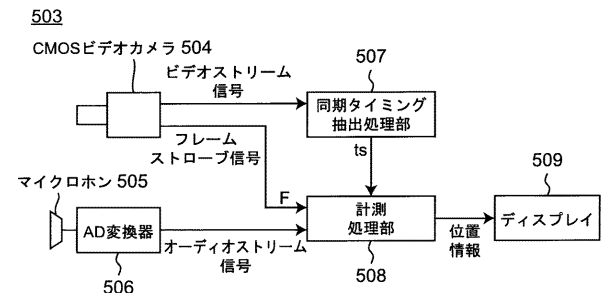 503
CMOSビデオカメラ 504
ビデオストリーム
信号
507
同期タイミング
抽出処理部
フレーム
ストローブ信号
ts
マイクロホン 505
F
509
AD変換器
計測
処理部
ディスプレイ
オーディオストリーム
信号
位置
情報
506
508